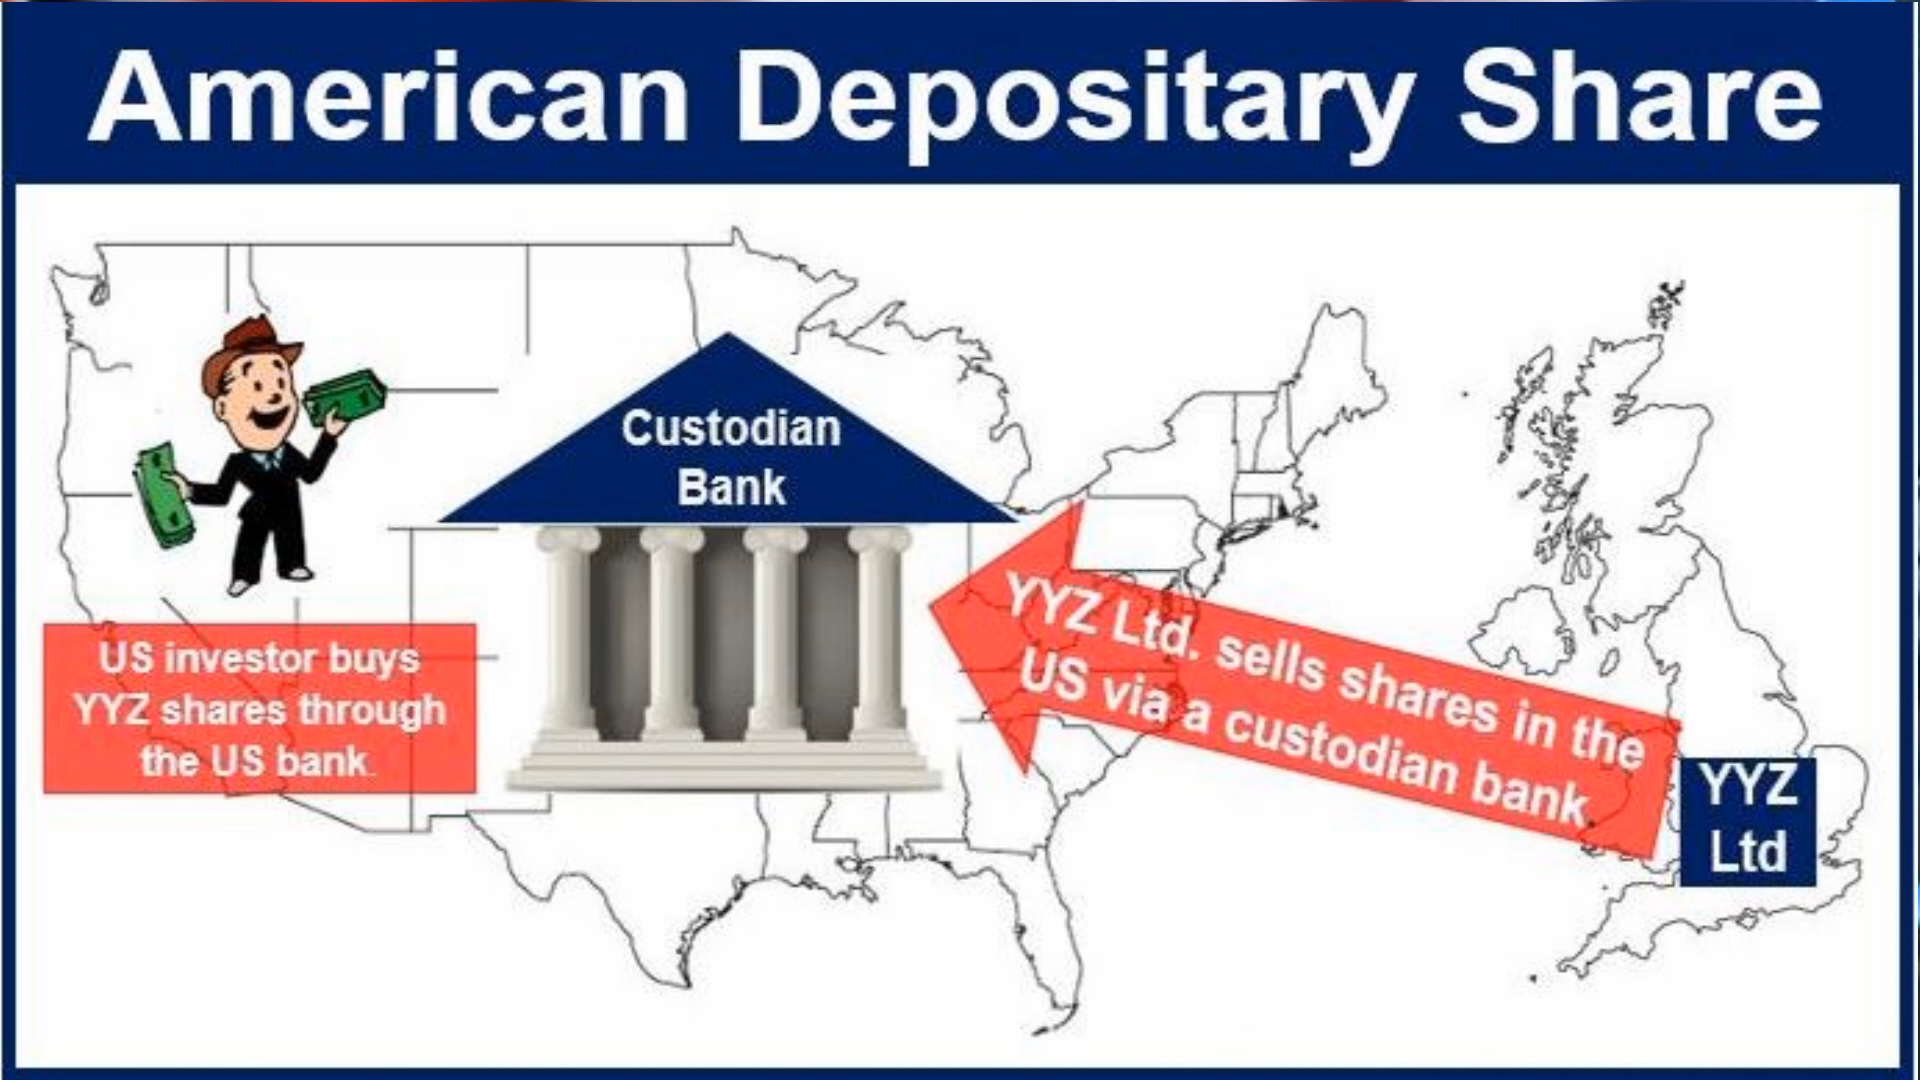 American Depositary Share
Custodian
Bank
US investor buys
YYZ shares through
the US bank.
YYZ Ltd. sells shares in the
US via a custodian bank.
YYZ
Ltd